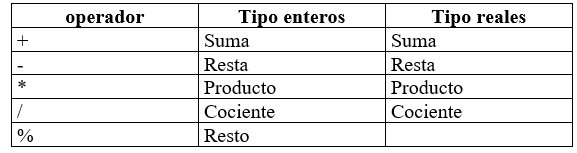 operador Tipo enteros Tipo reales
+ Suma Suma
- Resta Resta
* Producto Producto
/ Cociente Cociente
% Resto